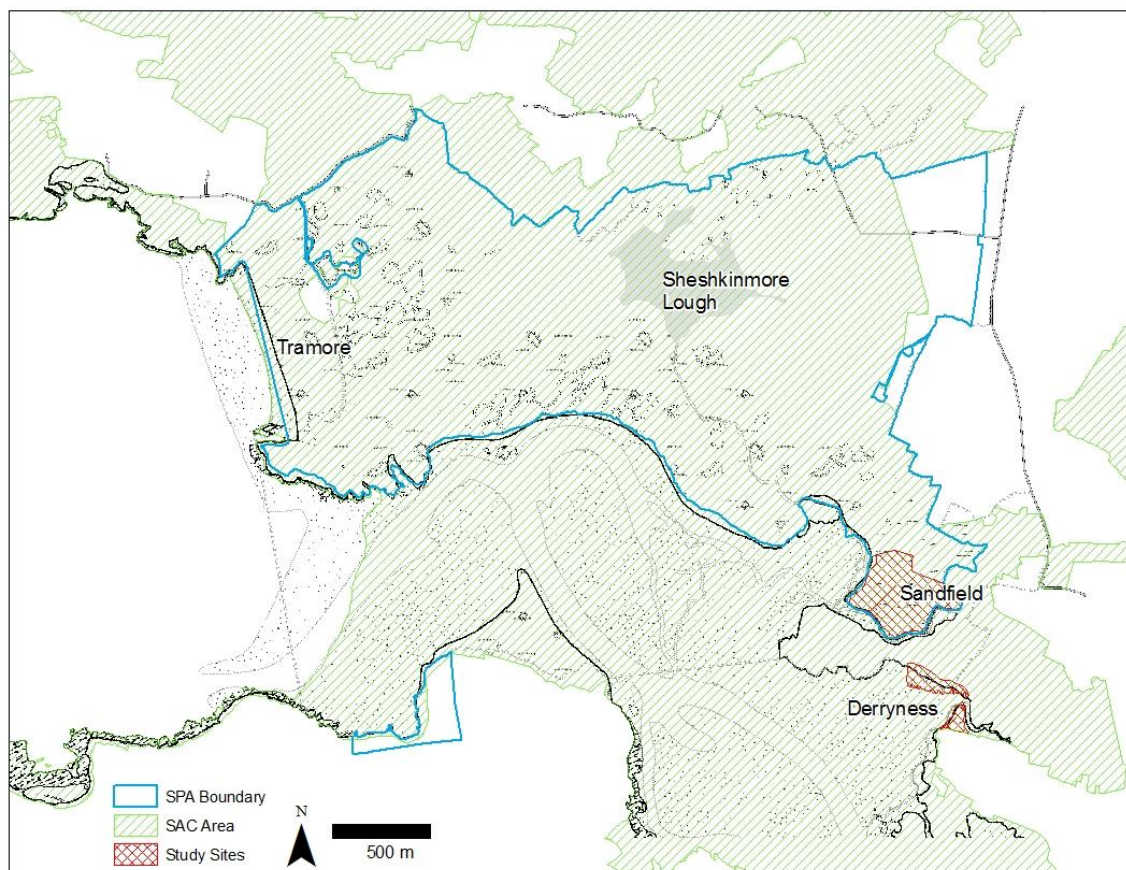 Sheshkinmore
Lough
Tramore
Sandfield
Derryness
SPA Boundary
SAC Area
Study Sites
N
500 m